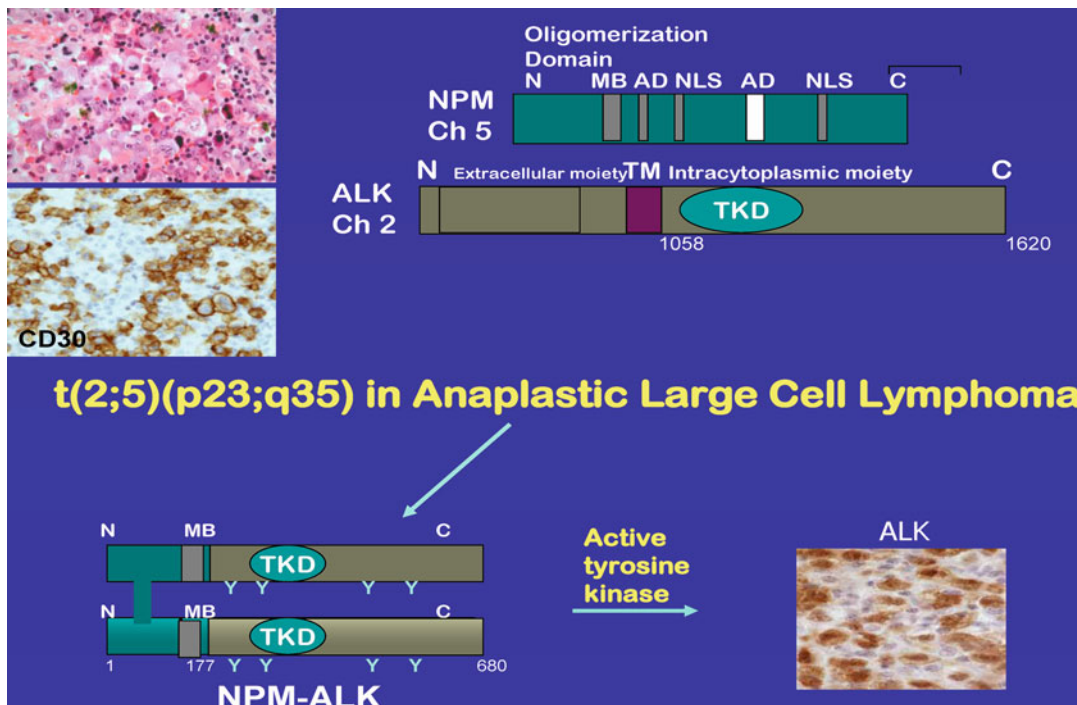 Oligomerization
Domain
N MB AD NLS AD NLS C
NPM
Ch 5
N Extracellular moiety TM Intracytoplasmic moiety C
ALK
Ch 2
TKD
1058 1620
CD30
t(2;5)(p23;q35) in Anaplastic Large Cell Lymphoma
N MB C
TKD
Y Y Y Y
N MB C
TKD
1 177 Y Y Y Y 680
NPM-ALK
Active
tyrosine
kinase
ALK